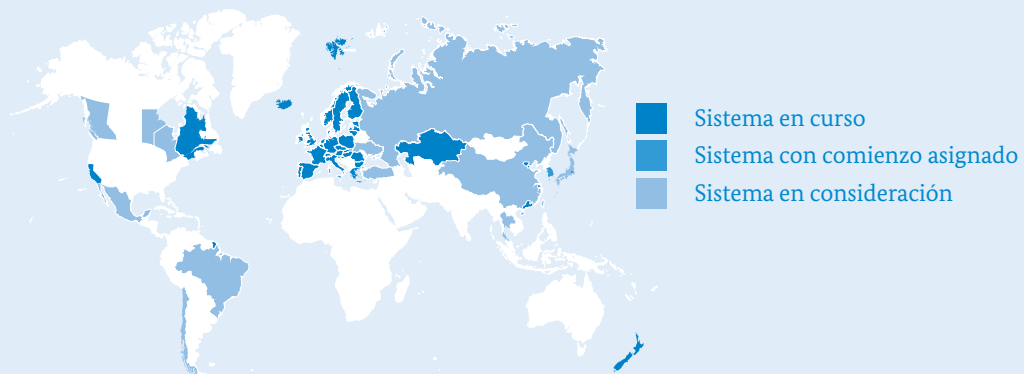 Sistema en curso
Sistema con comienzo asignado
Sistema en consideración